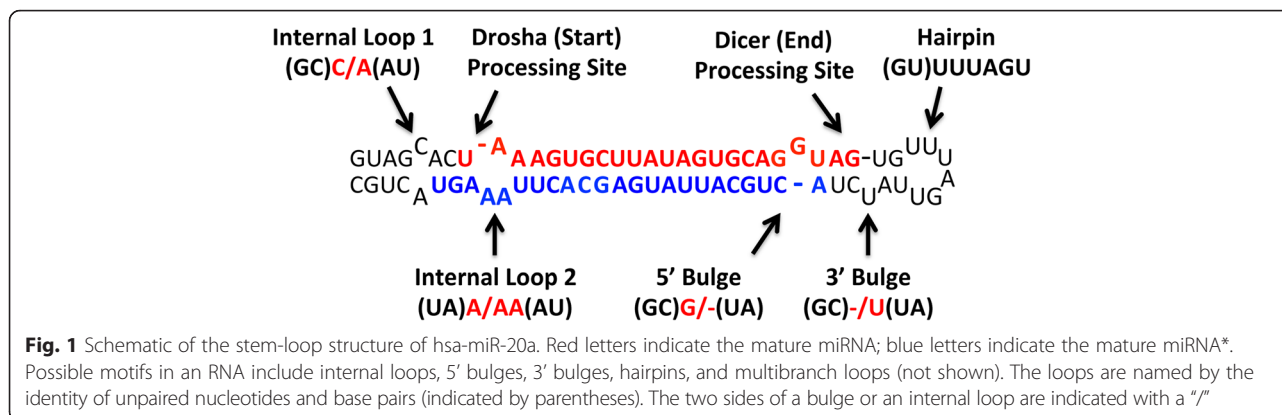 Internal Loop 1
(GC)C/A(AU)
Drosha (Start)
Processing Site
Dicer (End)
Processing Site
Hairpin
(GU)UUUAGU
GUAGCACU-AAAGUGCUUAUAGUGCAGGUAG-UGUUU
A
CGUCAUGAAAUUCACGAGUAUUACGUC-AUCUAUUG
Internal Loop 2
(UA)A/AA(AU)
5' Bulge
(GC)G/-(UA)
3' Bulge
(GC)-/U(UA)
Fig. 1 Schematic of the stem-loop structure of hsa-miR-20a. Red letters indicate the mature miRNA; blue letters indicate the mature miRNA*.
Possible motifs in an RNA include internal loops, 5' bulges, 3' bulges, hairpins, and multibranch loops (not shown). The loops are named by the
identity of unpaired nucleotides and base pairs (indicated by parentheses). The two sides of a bulge or an internal loop are indicated with a "/"